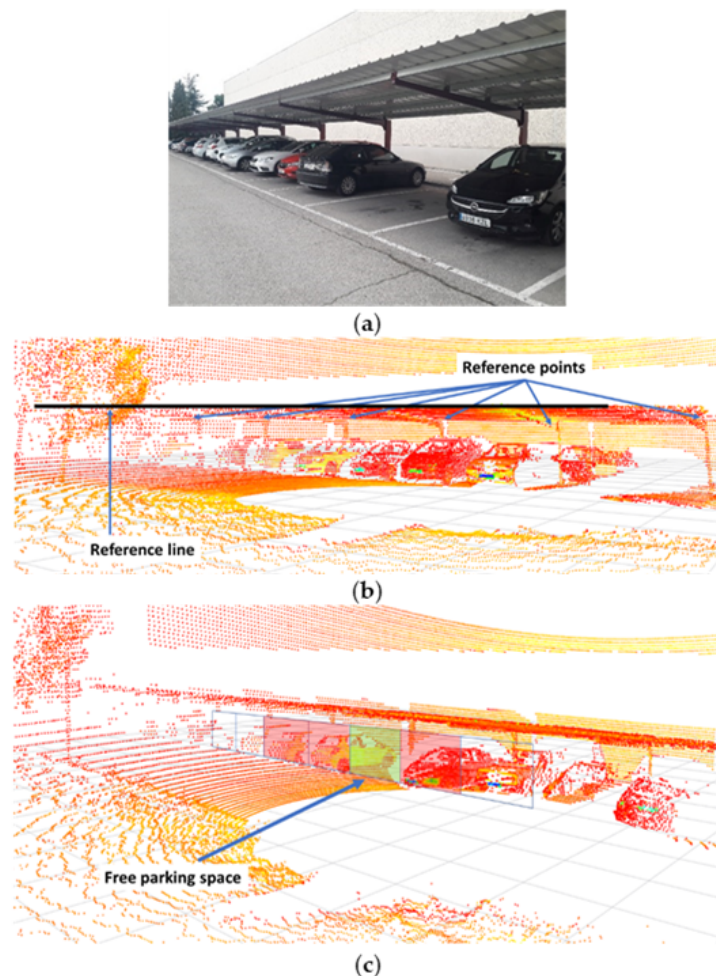 (a)
Reference points
Reference line
(b)
Free parking space
(c)